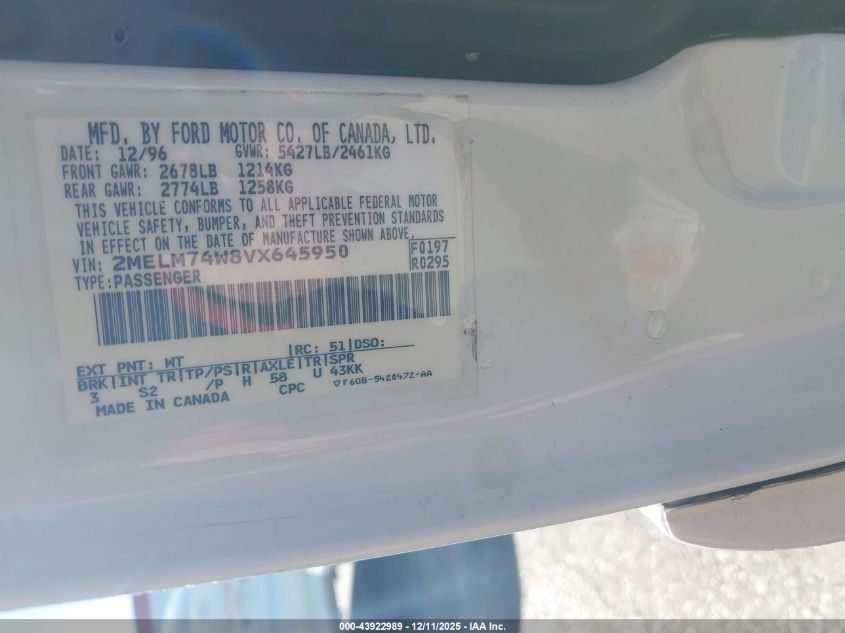 MFD. BY FORD MOTOR CO. OF CANADA, LTD.
DATE: 12/96 GVWR: 5427LB/2461KG
FRONT GAWR: 2678LB 1214KG
REAR GAWR: 2774LB 1258KG
THIS VEHICLE CONFORMS TO ALL APPLICABLE FEDERAL MOTOR
VEHICLE SAFETY, BUMPER, AND THEFT PREVENTION STANDARDS
IN EFFECT ON THE DATE OF MANUFACTURE SHOWN ABOVE.
VIN: 2MELM74W8VX645950 F0197
TYPE: PASSENGER R0295
EXT PNT: WT RC: 51 DSO:
BRK INT TR TP/PS R AXLE TR SPR
3 S2 /P H 58 U 43KK
MADE IN CANADA CPC ▽F60B-5420472-AA
000-43922989 - 12/11/2025 - IAA Inc.